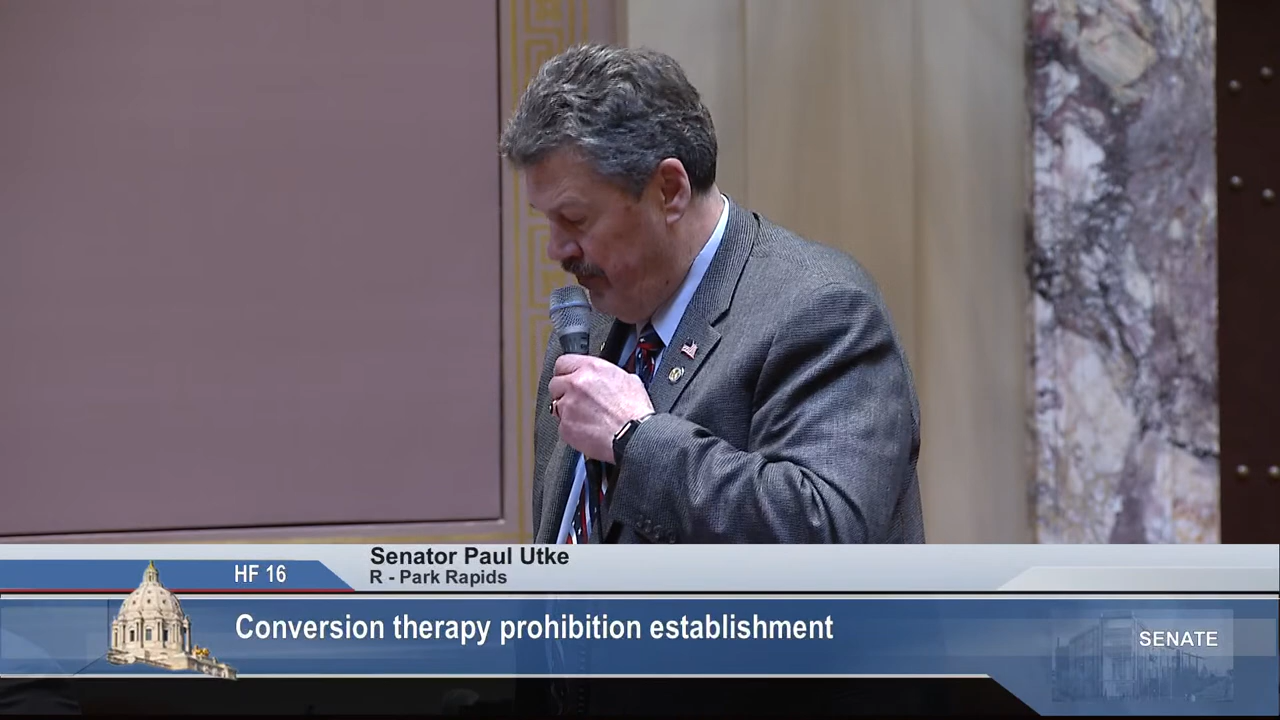 Senator Paul Utke
HF 16
R - Park Rapids
Conversion therapy prohibition establishment
SENATE